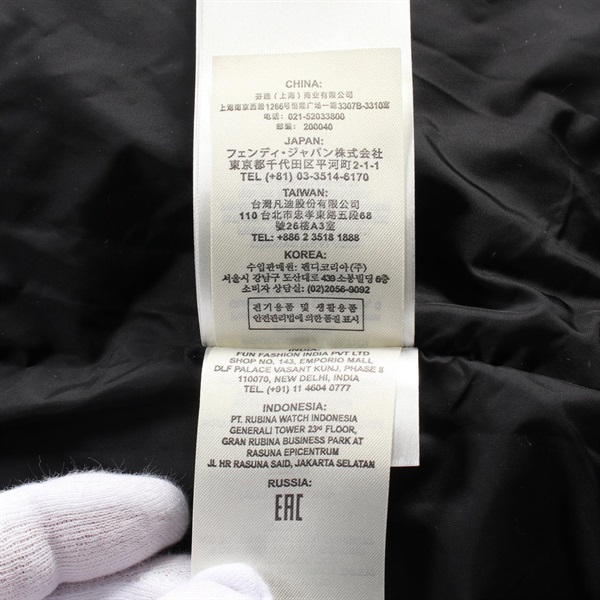 CHINA:
芬迪（上海）商业有限公司
上海南京西路1266号恒隆广场一期3307B-3310室
电话: 021-52033808
邮编: 200040
JAPAN:
フェンディ・ジャパン株式会社
東京都千代田区平河町2-1-1
TEL (+81) 03-3514-6170
TAIWAN:
台灣凡迪股份有限公司
110 台北市忠孝東路五段68
號26樓A3室
TEL: +886 2 3518 1888
KOREA:
수입판매원: 펜디코리아(주)
서울시 강남구 도산대로 439 소봉빌딩 6층
소비자 상담실: (02)2056-9092
전기용품 및 생활용품
안전관리법에 의한 품질 표시
INDIA:
FUN FASHION INDIA PVT LTD
SHOP NO. 143, EMPORIO MALL
DLF PALACE VASANT KUNJ, PHASE II
110070, NEW DELHI, INDIA
TEL. (+91) 11 4604 0777
INDONESIA:
PT. RUBINA WATCH INDONESIA
GENERALI TOWER 23rd FLOOR,
GRAN RUBINA BUSINESS PARK AT
RASUNA EPICENTRUM
JL HR RASUNA SAID, JAKARTA SELATAN
RUSSIA:
EAC